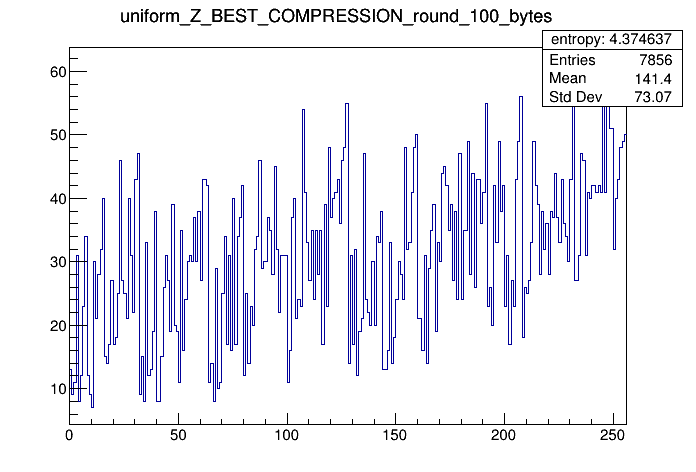 uniform_Z_BEST_COMPRESSION_round_100_bytes
entropy: 4.374637
Entries 7856
Mean 141.4
Std Dev 73.07
60
50
40
30
20
10
0 50 100 150 200 250